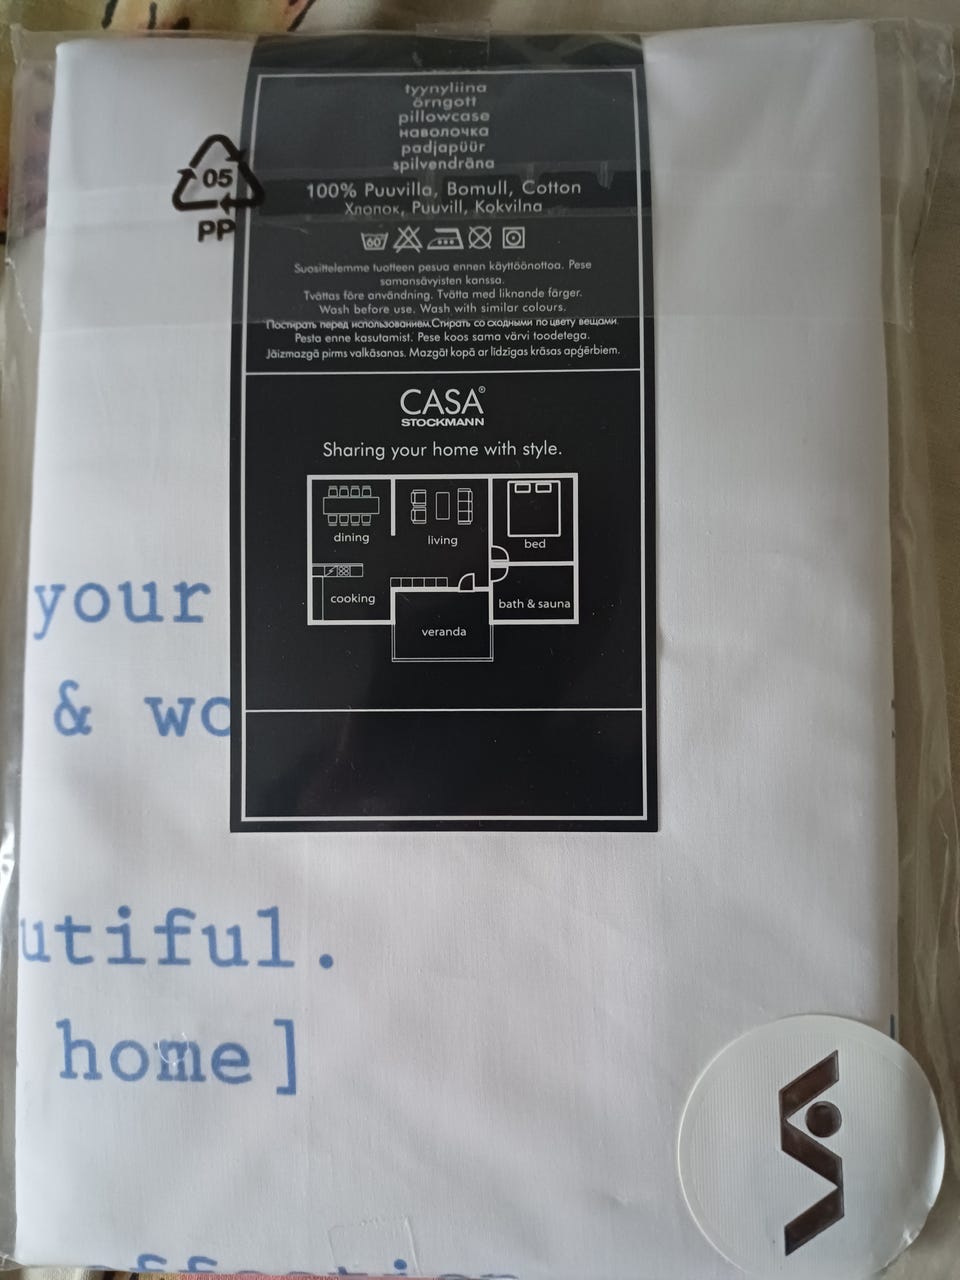 tyynyliina
örngott
pillowcase
наволочка
padjapüür
spilvendrāna
05
PP
100% Puuvilla, Bomull, Cotton
Хлопок, Puuvill, Kokvilna
60
Suosittelemme tuotteen pesua ennen käyttöönottoa. Pese
samansävyisten kanssa.
Tvättas före användning. Tvätta med liknande färger.
Wash before use. Wash with similar colours.
Постирать перед использованием.Стирать со сходными по цвету вещами.
Pesta enne kasutamist. Pese koos sama värvi toodetega.
Jāizmazgā pirms valkāsanas. Mazgāt kopā ar līdzīgas krāsas apģērbiem.
CASA®
STOCKMANN
Sharing your home with style.
dining
living
bed
cooking
bath & sauna
veranda
your
& wo
utiful.
home]